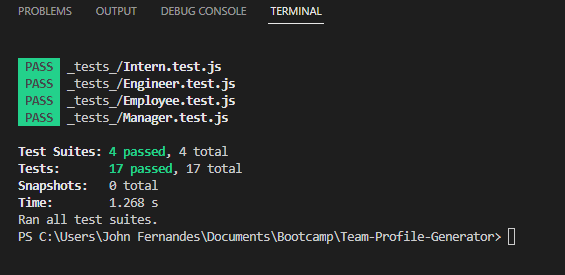 PROBLEMS OUTPUT DEBUG CONSOLE TERMINAL
PASS _tests_/Intern.test.js
PASS _tests_/Engineer.test.js
PASS _tests_/Employee.test.js
PASS _tests_/Manager.test.js
Test Suites: 4 passed, 4 total
Tests: 17 passed, 17 total
Snapshots: 0 total
Time: 1.268 s
Ran all test suites.
PS C:\Users\John Fernandes\Documents\Bootcamp\Team-Profile-Generator>